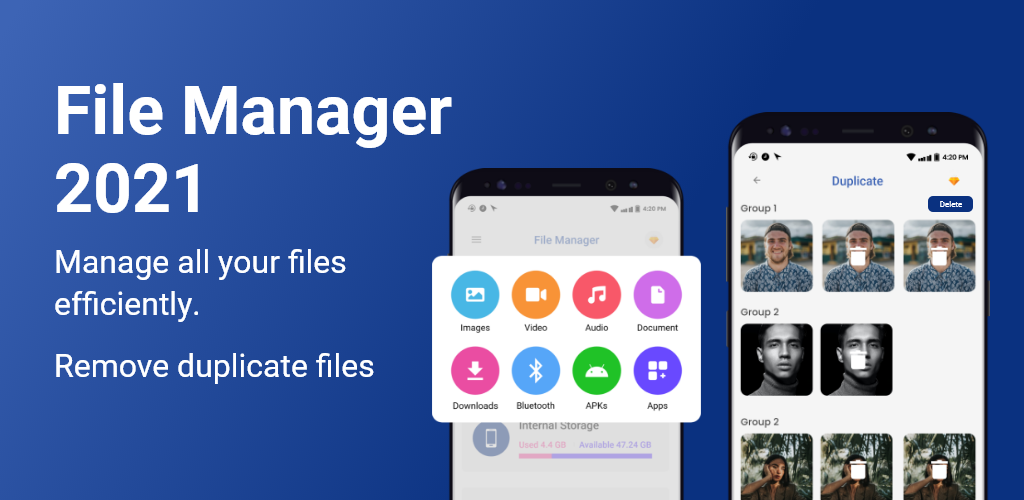 File Manager
2021
Manage all your files
efficiently.
Remove duplicate files
4:20 PM
File Manager
Images Video Audio Document
Downloads Bluetooth APKs Apps
Internal Storage
Used 4.4 GB Available 47.24 GB
4:20 PM
Duplicate
Delete
Group 1
Group 2
Group 2